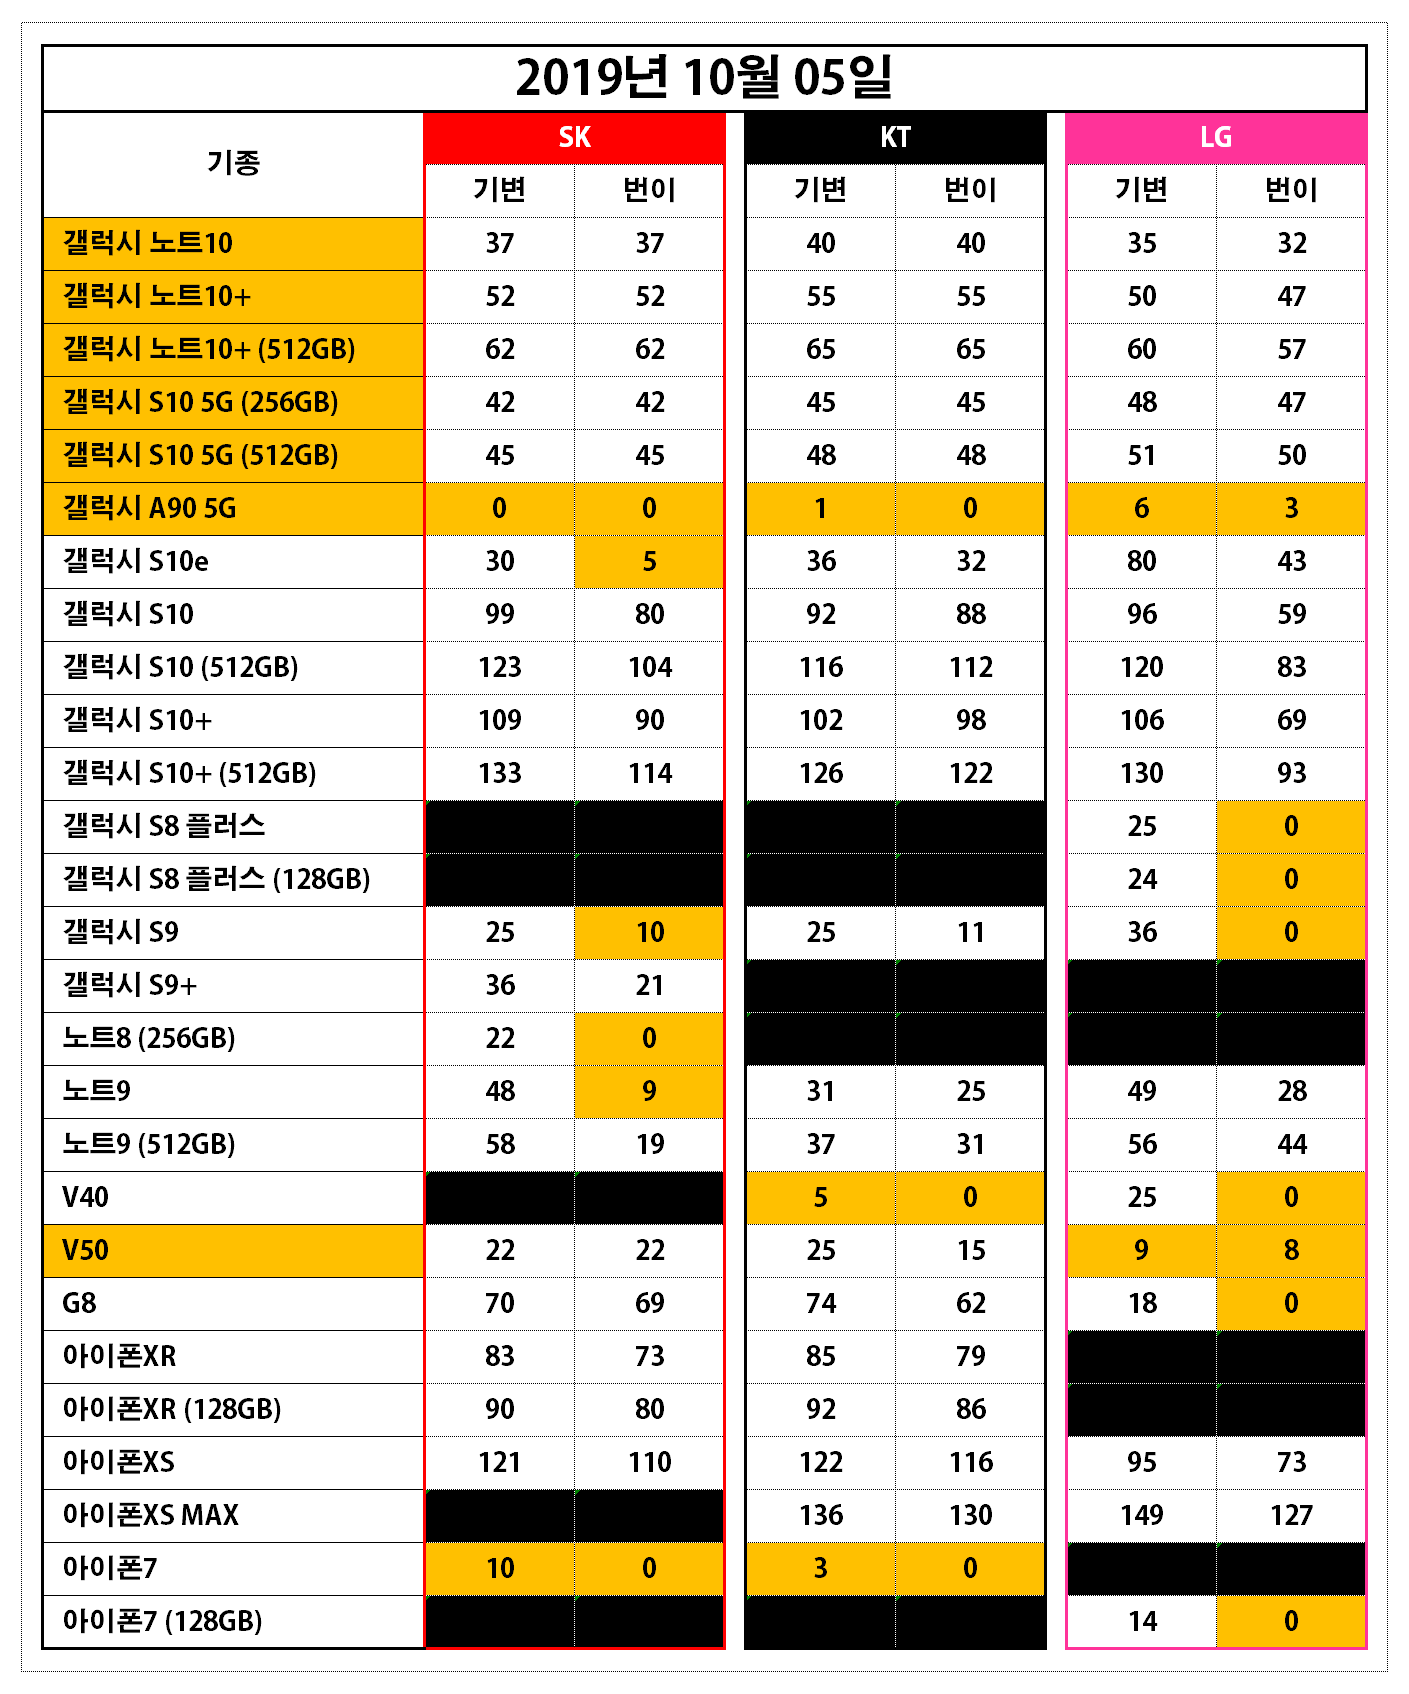 2019년 10월 05일
기종 SK KT LG
기변 번이 기변 번이 기변 번이
갤럭시 노트10 37 37 40 40 35 32
갤럭시 노트10+ 52 52 55 55 50 47
갤럭시 노트10+ (512GB) 62 62 65 65 60 57
갤럭시 S10 5G (256GB) 42 42 45 45 48 47
갤럭시 S10 5G (512GB) 45 45 48 48 51 50
갤럭시 A90 5G 0 0 1 0 6 3
갤럭시 S10e 30 5 36 32 80 43
갤럭시 S10 99 80 92 88 96 59
갤럭시 S10 (512GB) 123 104 116 112 120 83
갤럭시 S10+ 109 90 102 98 106 69
갤럭시 S10+ (512GB) 133 114 126 122 130 93
갤럭시 S8 플러스 25 0
갤럭시 S8 플러스 (128GB) 24 0
갤럭시 S9 25 10 25 11 36 0
갤럭시 S9+ 36 21
노트8 (256GB) 22 0
노트9 48 9 31 25 49 28
노트9 (512GB) 58 19 37 31 56 44
V40 5 0 25 0
V50 22 22 25 15 9 8
G8 70 69 74 62 18 0
아이폰XR 83 73 85 79
아이폰XR (128GB) 90 80 92 86
아이폰XS 121 110 122 116 95 73
아이폰XS MAX 136 130 149 127
아이폰7 10 0 3 0
아이폰7 (128GB) 14 0